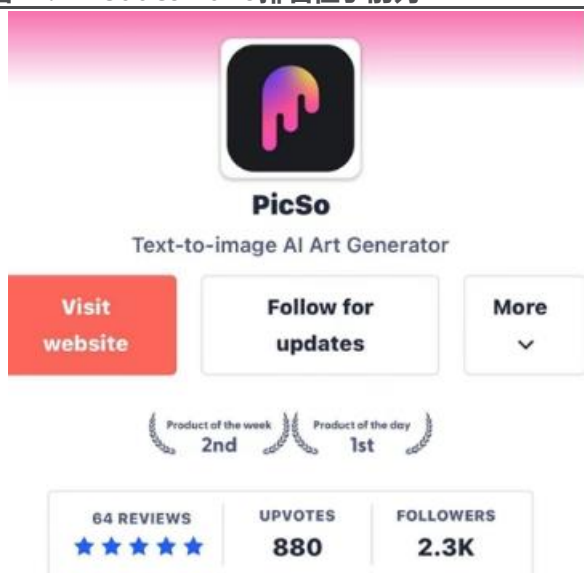 PicSo
Text-to-image AI Art Generator
Visit website
Follow for updates
More
Product of the week
2nd
Product of the day
1st
64 REVIEWS
UPVOTES
880
FOLLOWERS
2.3K